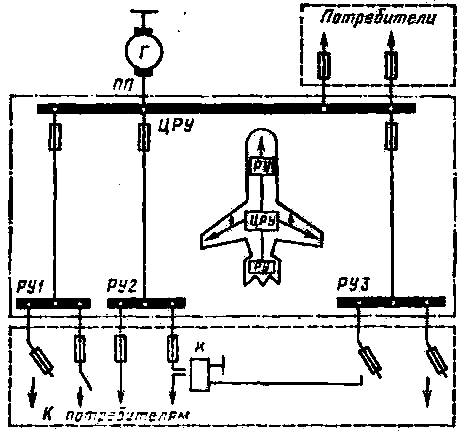 Потребители
Г
ПП
ЦРУ
РУ
ЦРУ
РУ
РУ1
РУ2
РУ3
К
К потребителям